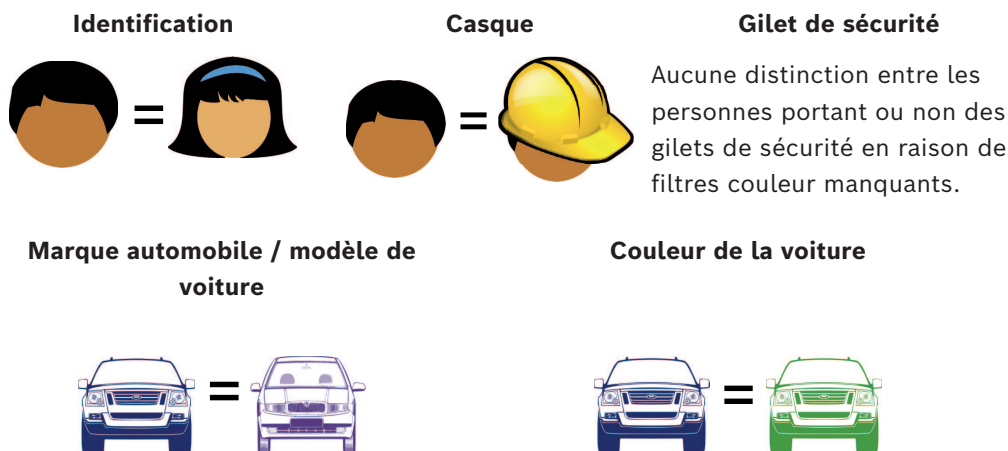 Identification
Casque
Gilet de sécurité
=
=
Aucune distinction entre les
personnes portant ou non des
gilets de sécurité en raison de
filtres couleur manquants.
Marque automobile / modèle de
voiture
Couleur de la voiture
=
=